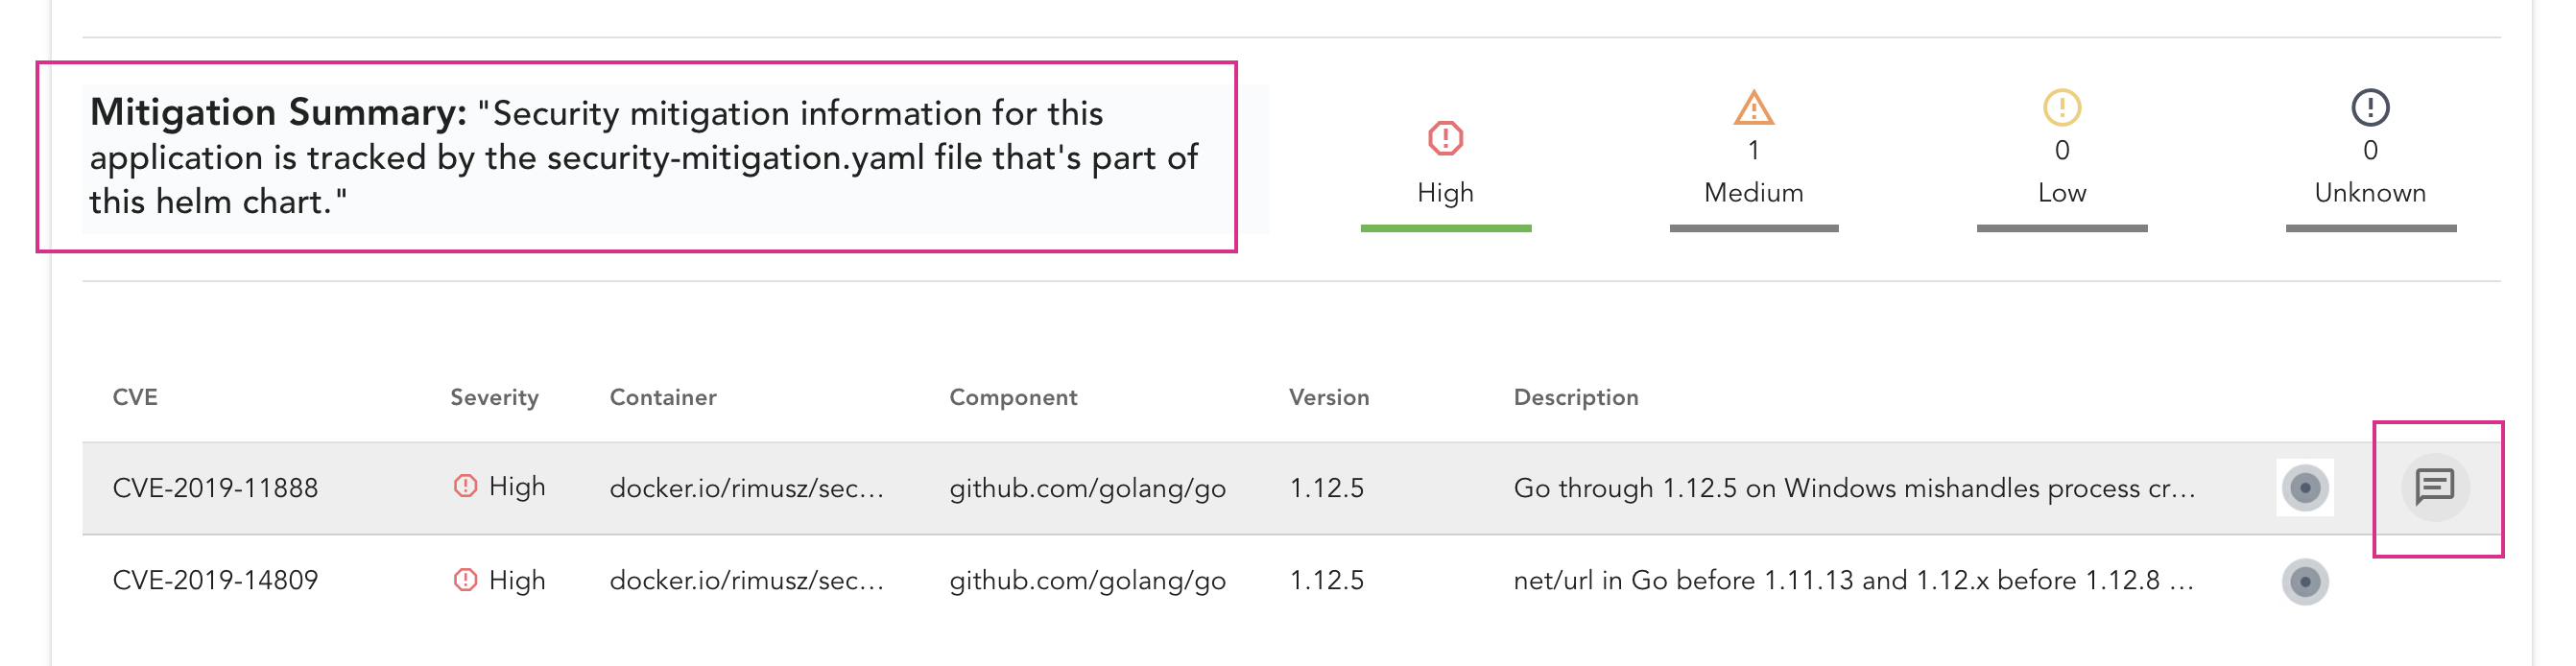 Mitigation Summary: "Security mitigation information for this
application is tracked by the security-mitigation.yaml file that's part of
this helm chart."
High
1
Medium
0
Low
0
Unknown
CVE Severity Container Component Version Description
CVE-2019-11888 High docker.io/rimusz/sec... github.com/golang/go 1.12.5 Go through 1.12.5 on Windows mishandles process cr...
CVE-2019-14809 High docker.io/rimusz/sec... github.com/golang/go 1.12.5 net/url in Go before 1.11.13 and 1.12.x before 1.12.8 ...